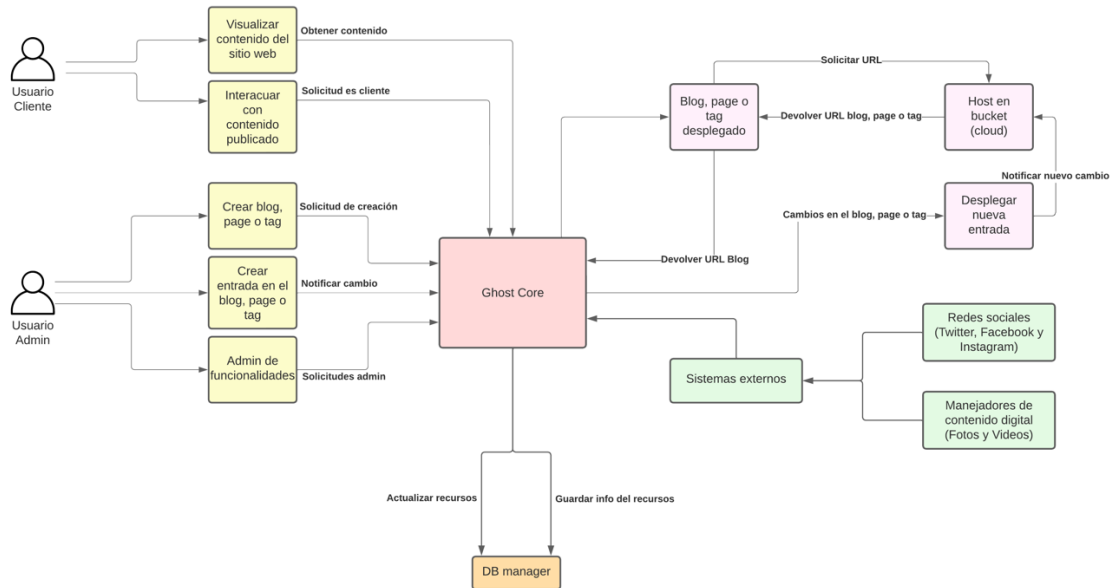 Visualizar
contenido del
sitio web
Obtener contenido
Usuario
Cliente
Interacuar
con
contenido
publicado
Solicitud es cliente
Solicitar URL
Blog, page o
tag
desplegado
Devolver URL blog, page o tag
Host en
bucket
(cloud)
Notificar nuevo cambio
Crear blog,
page o tag
Solicitud de creación
Cambios en el blog, page o tag
Desplegar
nueva
entrada
Devolver URL Blog
Crear
entrada en el
blog, page o
tag
Notificar cambio
Ghost Core
Usuario
Admin
Admin de
funcionalidades
Solicitudes admin
Redes sociales
(Twitter, Facebook y
Instagram)
Sistemas externos
Manejadores de
contenido digital
(Fotos y Videos)
Actualizar recursos
Guardar info del recursos
DB manager